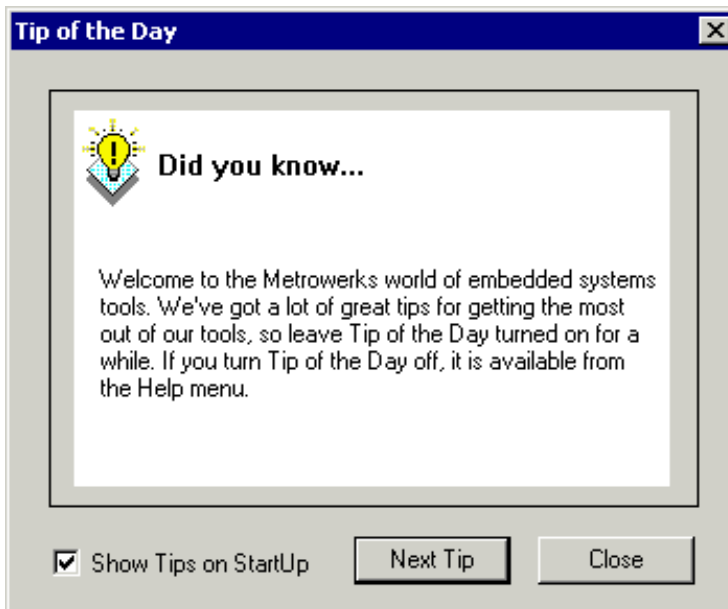 Tip of the Day
Did you know...
Welcome to the Metrowerks world of embedded systems
tools. We've got a lot of great tips for getting the most
out of our tools, so leave Tip of the Day turned on for a
while. If you turn Tip of the Day off, it is available from
the Help menu.
Show Tips on StartUp
Next Tip
Close